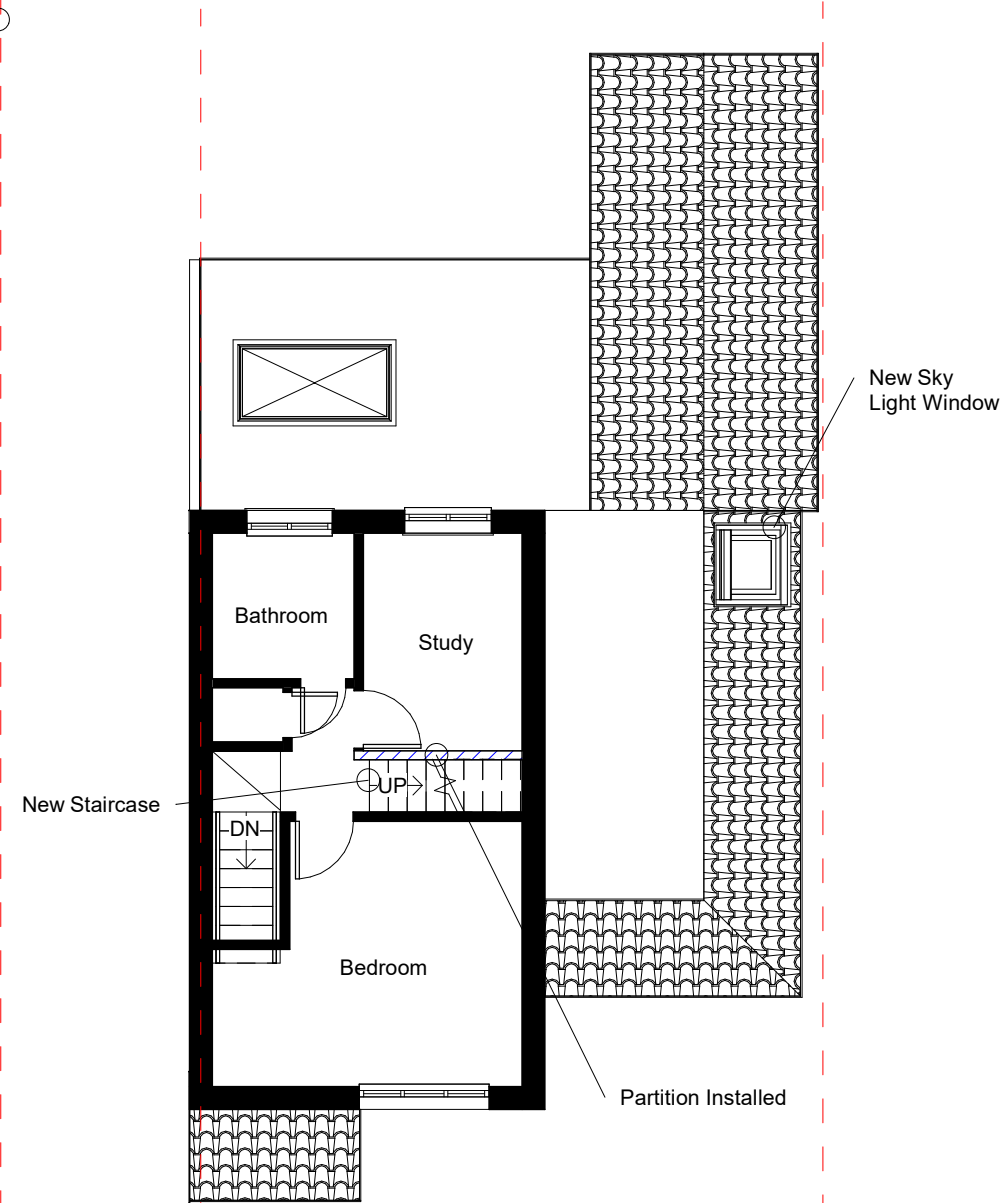 New Sky
Light Window
Bathroom
Study
UP
New Staircase
DN
Bedroom
Partition Installed